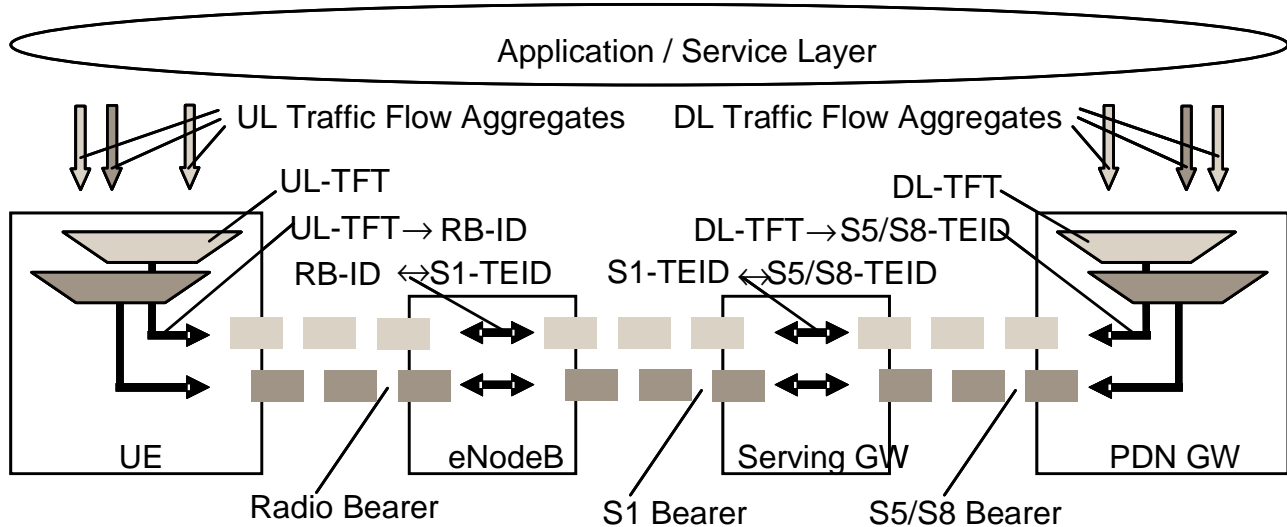 Application / Service Layer
UL Traffic Flow Aggregates
DL Traffic Flow Aggregates
UL-TFT
DL-TFT
UL-TFT → RB-ID
DL-TFT → S5/S8-TEID
RB-ID ↔ S1-TEID
S1-TEID ↔ S5/S8-TEID
UE
eNodeB
Serving GW
PDN GW
Radio Bearer
S1 Bearer
S5/S8 Bearer